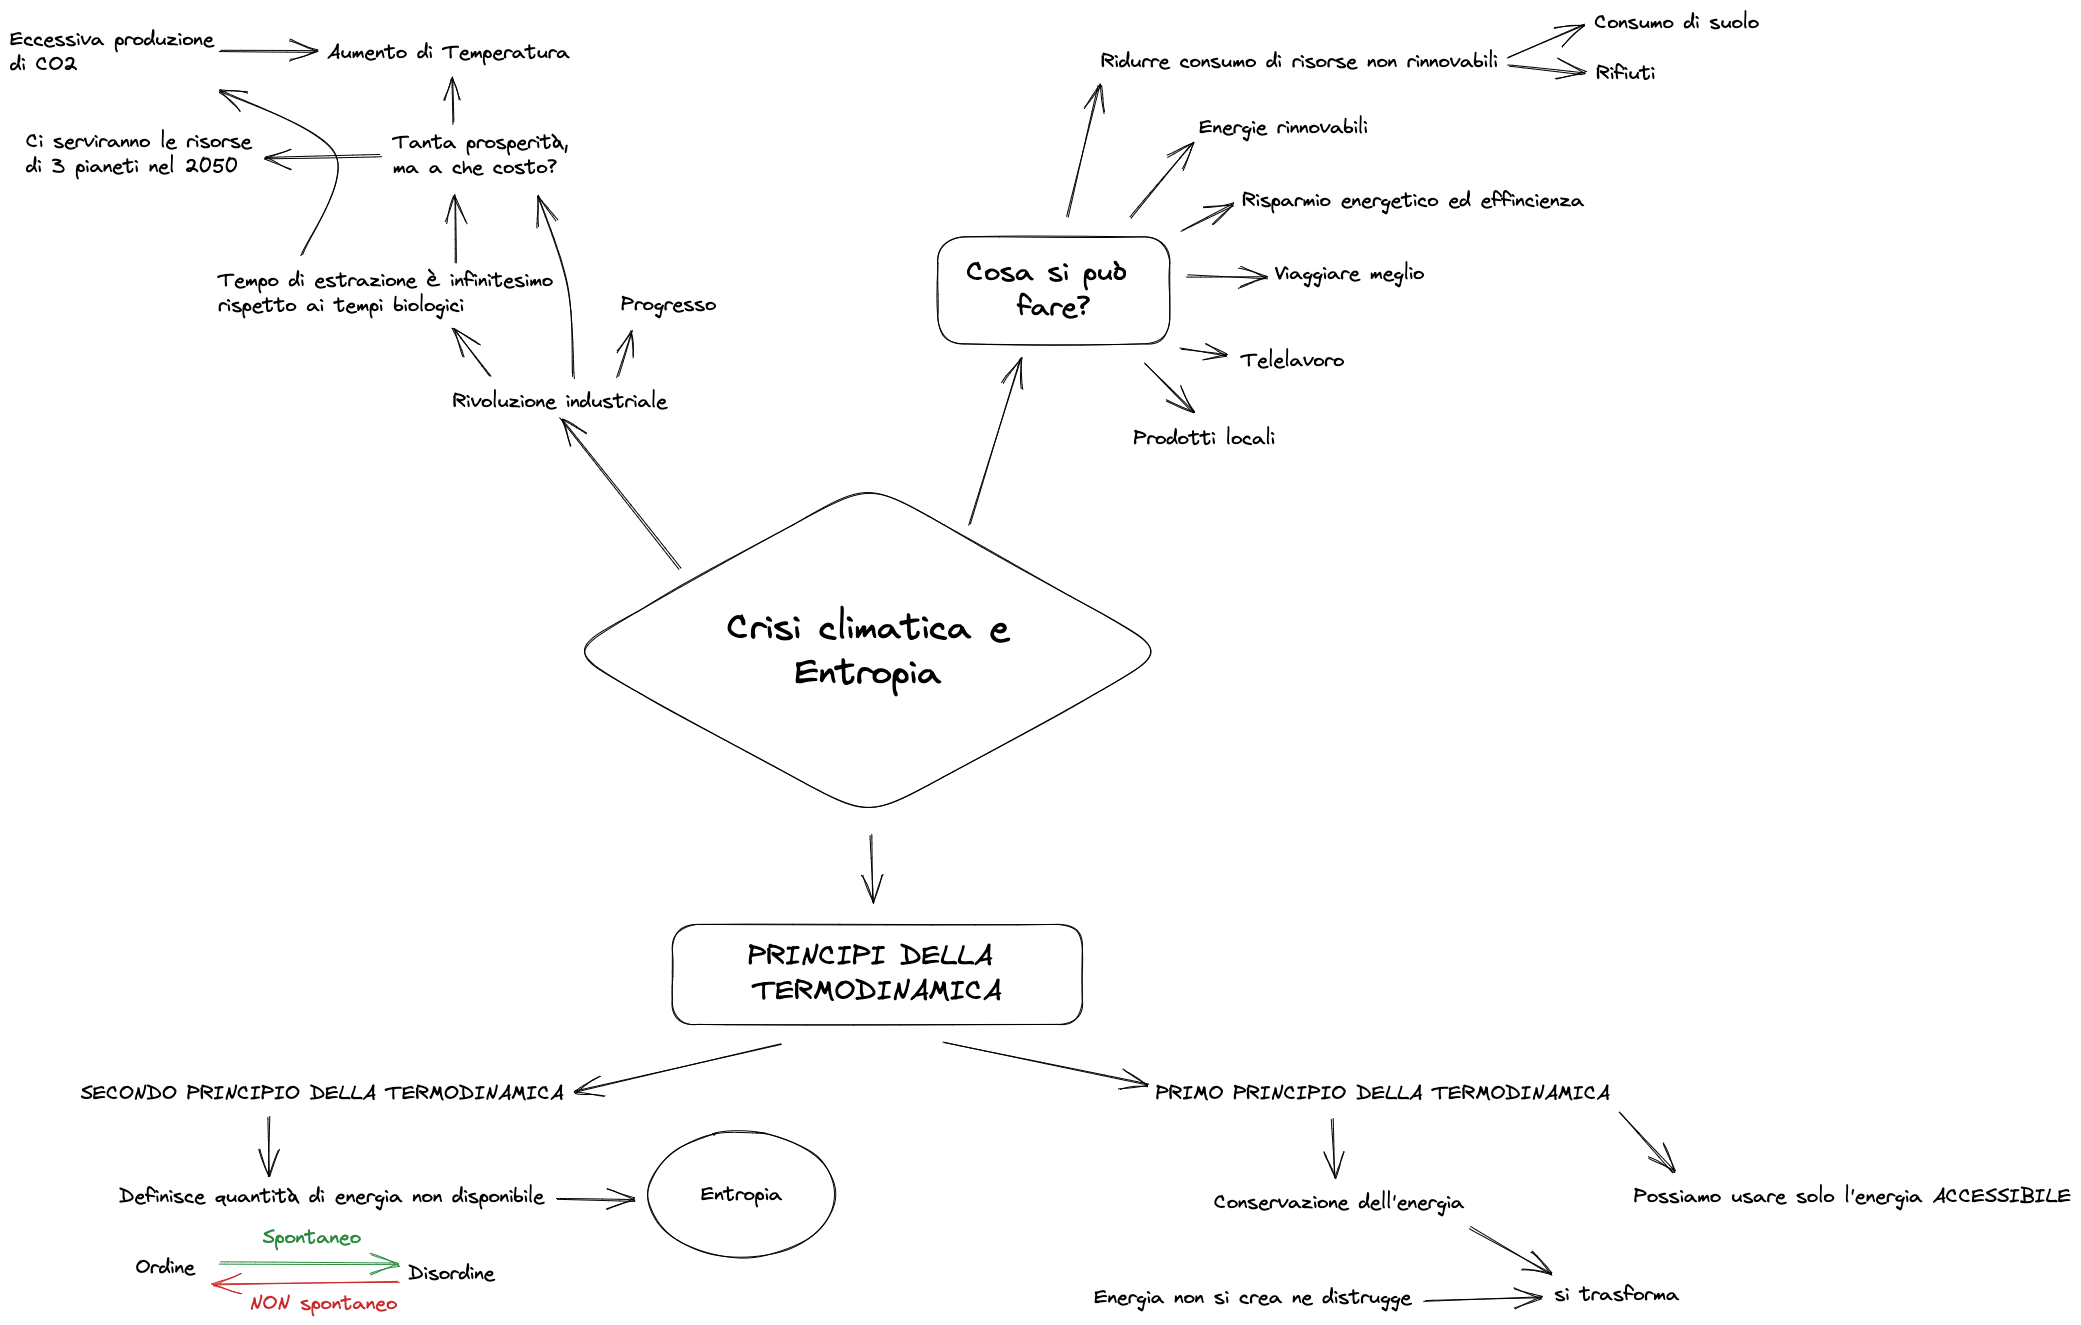 Eccessiva produzione
di CO2
Aumento di Temperatura
Ci serviranno le risorse
di 3 pianeti nel 2050
Tanta prosperità,
ma a che costo?
Tempo di estrazione è infinitesimo
rispetto ai tempi biologici
Progresso
Rivoluzione industriale
Ridurre consumo di risorse non rinnovabili
Consumo di suolo
Rifiuti
Energie rinnovabili
Risparmio energetico ed effincienza
Cosa si può
fare?
Viaggiare meglio
Telelavoro
Prodotti locali
Crisi climatica e
Entropia
PRINCIPI DELLA
TERMODINAMICA
SECONDO PRINCIPIO DELLA TERMODINAMICA
Definisce quantità di energia non disponibile
Entropia
Spontaneo
Ordine
Disordine
NON spontaneo
PRIMO PRINCIPIO DELLA TERMODINAMICA
Conservazione dell'energia
Possiamo usare solo l'energia ACCESSIBILE
Energia non si crea ne distrugge
si trasforma